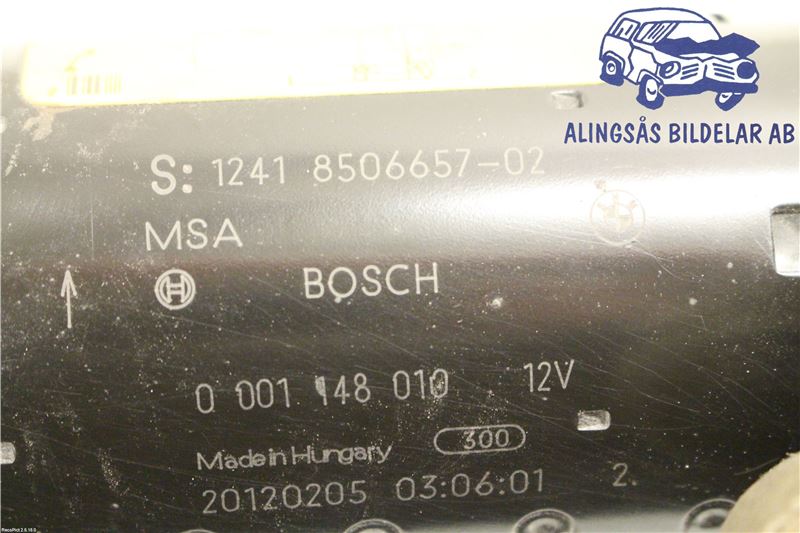 ALINGSÅS BILDELAR AB
S: 1241 8506657-02
MSA
BOSCH
0 001 148 010 12V
Made in Hungary 300
20120205 03:06:01 2.